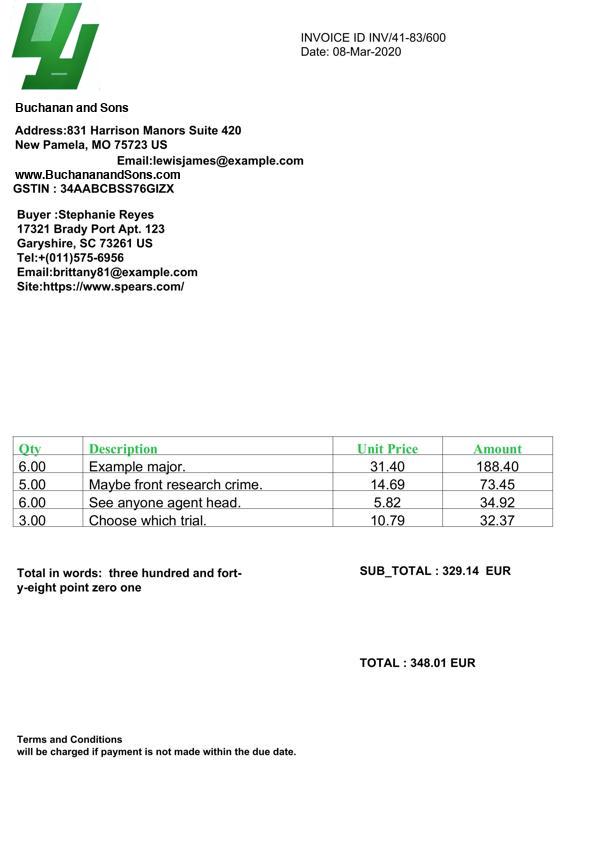 INVOICE ID INV/41-83/600
Date: 08-Mar-2020
Buchanan and Sons
Address:831 Harrison Manors Suite 420
New Pamela, MO 75723 US
Email:lewisjames@example.com
www.BuchananandSons.com
GSTIN : 34AABCBSS76GIZX
Buyer :Stephanie Reyes
17321 Brady Port Apt. 123
Garyshire, SC 73261 US
Tel:+(011)575-6956
Email:brittany81@example.com
Site:https://www.spears.com/
Qty Description Unit Price Amount
6.00 Example major. 31.40 188.40
5.00 Maybe front research crime. 14.69 73.45
6.00 See anyone agent head. 5.82 34.92
3.00 Choose which trial. 10.79 32.37
Total in words: three hundred and fort-
y-eight point zero one
SUB_TOTAL : 329.14 EUR
TOTAL : 348.01 EUR
Terms and Conditions
will be charged if payment is not made within the due date.